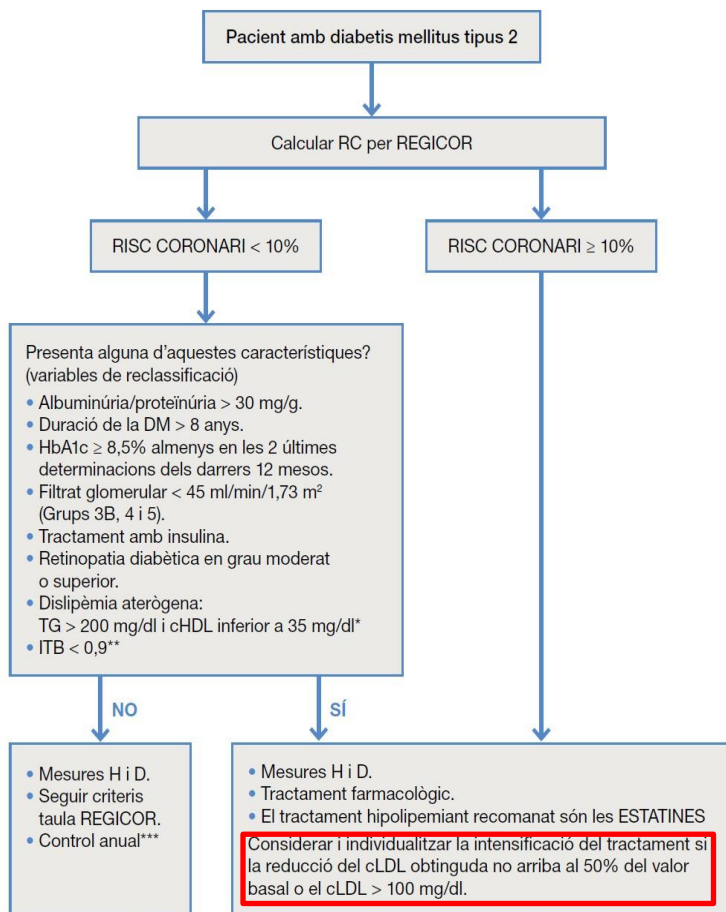 Pacient amb diabetis mellitus tipus 2
Calcular RC per REGICOR
RISC CORONARI < 10%
RISC CORONARI ≥ 10%
Presenta alguna d'aquestes característiques?
(variables de reclassificació)
• Albuminúria/proteïnúria > 30 mg/g.
• Duració de la DM > 8 anys.
• HbA1c ≥ 8,5% almenys en les 2 últimes
determinacions dels darrers 12 mesos.
• Filtrat glomerular < 45 ml/min/1,73 m²
(Grups 3B, 4 i 5).
• Tractament amb insulina.
• Retinopatia diabètica en grau moderat
o superior.
• Dislipèmia aterògena:
TG > 200 mg/dl i cHDL inferior a 35 mg/dl*
• ITB < 0,9**
NO
SÍ
• Mesures H i D.
• Seguir criteris
taula REGICOR.
• Control anual***
• Mesures H i D.
• Tractament farmacològic.
• El tractament hipolipemiant recomanat són les ESTATINES
Considerar i individualitzar la intensificació del tractament si
la reducció del cLDL obtinguda no arriba al 50% del valor
basal o el cLDL > 100 mg/dl.